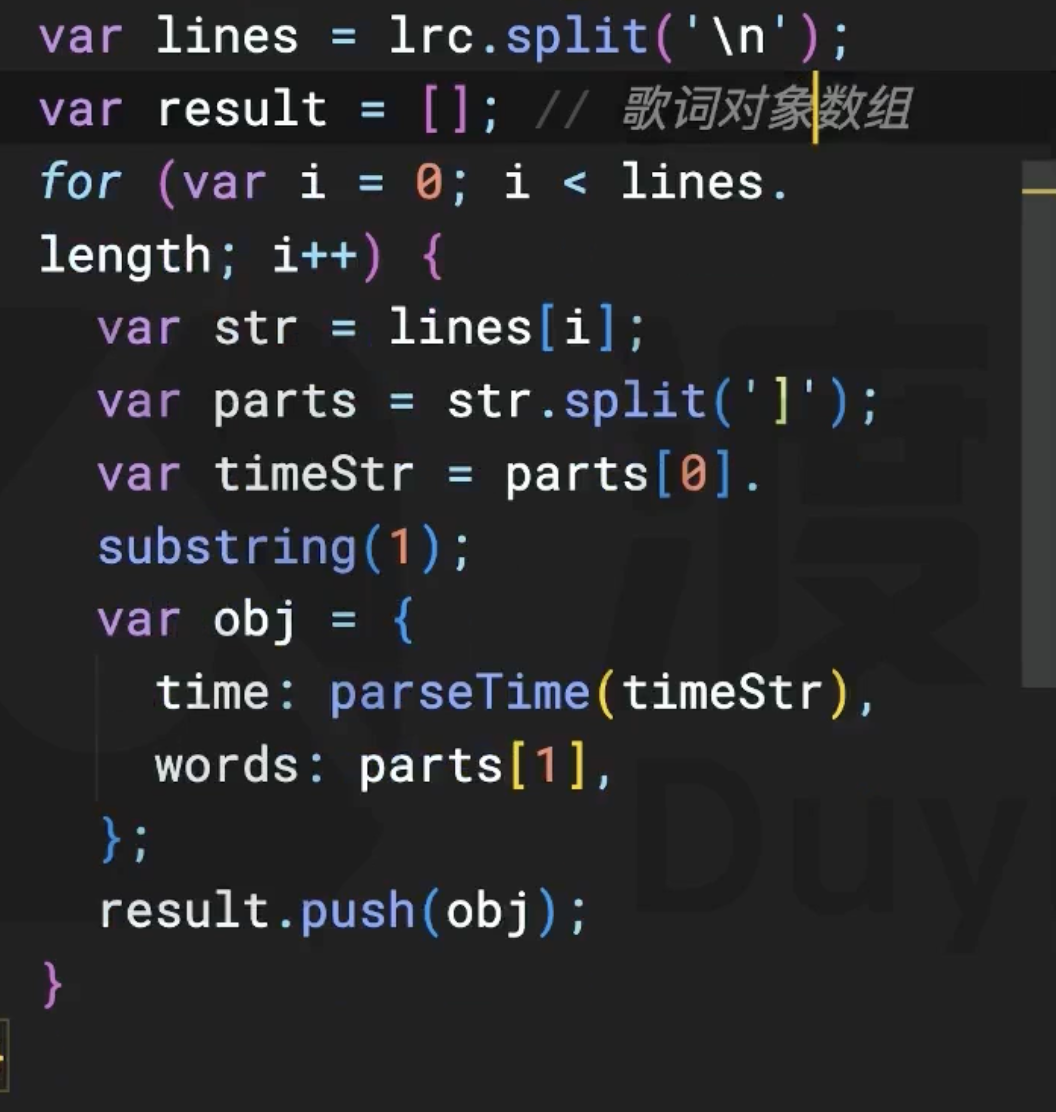 var lines = lrc.split('\n');
var result = []; // 歌词对象数组
for (var i = 0; i < lines.
length; i++) {
var str = lines[i];
var parts = str.split(']');
var timeStr = parts[0].
substring(1);
var obj = {
time: parseTime(timeStr),
words: parts[1],
};
result.push(obj);
}
渡
Duy